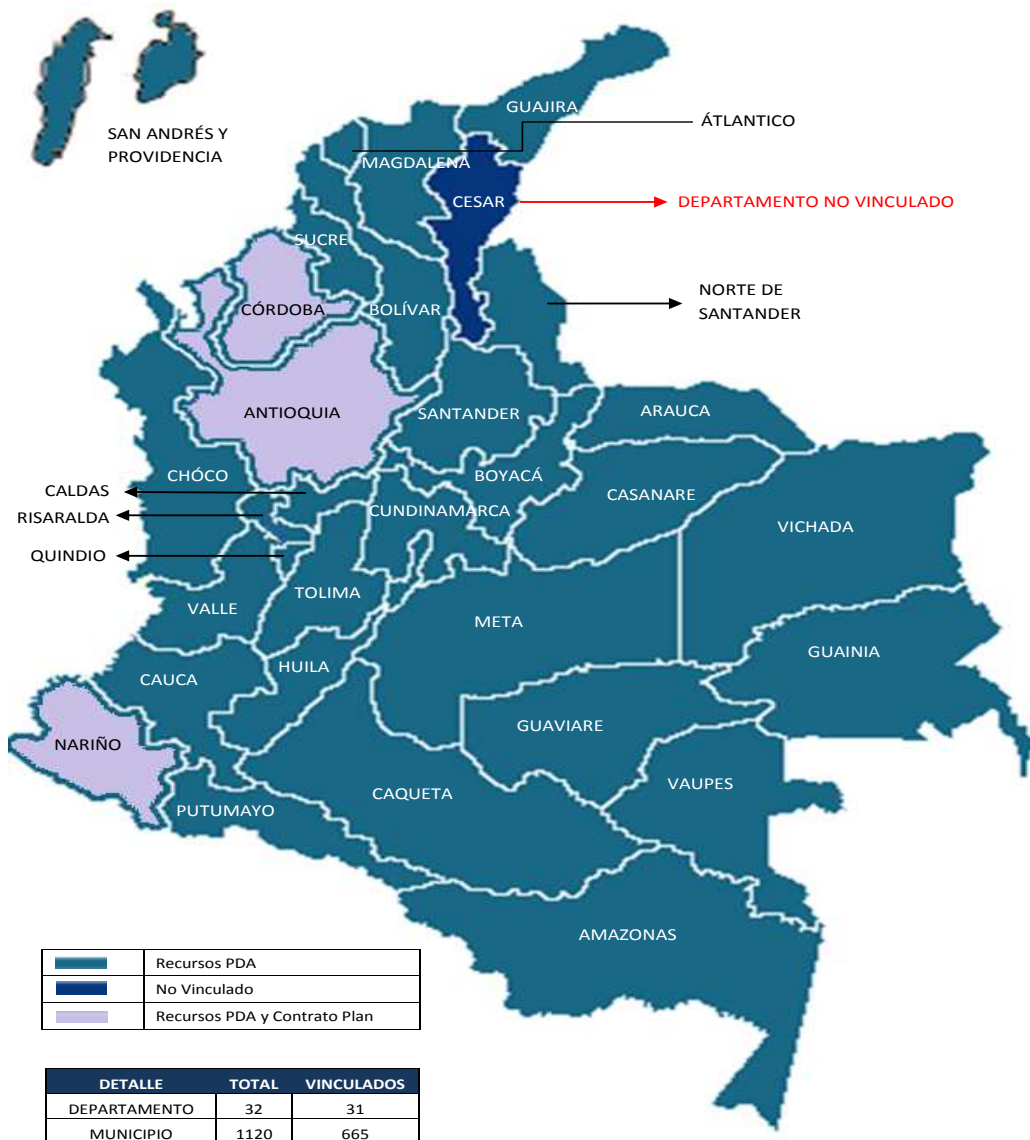 GUAJIRA
SAN ANDRÉS Y
PROVIDENCIA
ÁTLANTICO
MAGDALENA
CESAR
DEPARTAMENTO NO VINCULADO
SUCRE
NORTE DE
SANTANDER
CÓRDOBA
BOLÍVAR
ANTIOQUIA
SANTANDER
ARAUCA
CHÓCO
BOYACÁ
CALDAS
CASANARE
RISARALDA
CUNDINAMARCA
VICHADA
QUINDIO
TOLIMA
VALLE
META
GUAINIA
HUILA
CAUCA
GUAVIARE
NARIÑO
VAUPES
CAQUETA
PUTUMAYO
AMAZONAS
Recursos PDA
No Vinculado
Recursos PDA y Contrato Plan
DETALLE TOTAL VINCULADOS
DEPARTAMENTO 32 31
MUNICIPIO 1120 665